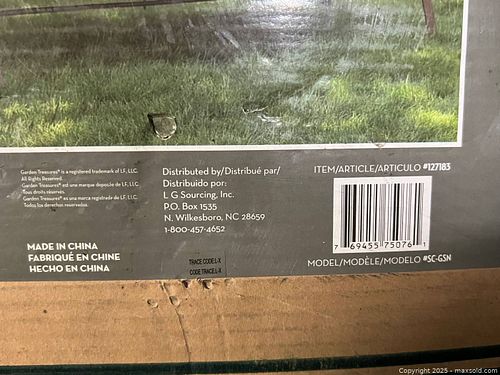 Garden Treasures® is a registered trademark of LF, LLC.
All Rights Reserved.
Garden Treasures® est une marque déposée de LF, LLC.
Tous droits réservés.
Garden Treasures® es una marca registrada de LF, LLC.
Todos los derechos reservados.
MADE IN CHINA
FABRIQUÉ EN CHINE
HECHO EN CHINA
Distributed by/Distribué par/
Distribuido por:
L G Sourcing, Inc.
P.O. Box 1535
N. Wilkesboro, NC 28659
1-800-457-4652
TRACE CODE:L-X
CODE TRACE:L-X
ITEM/ARTICLE/ARTICULO #127183
7 69455 75076 1
MODEL/MODÈLE/MODELO #SC-GSN
Copyright © 2025 - maxsold.com